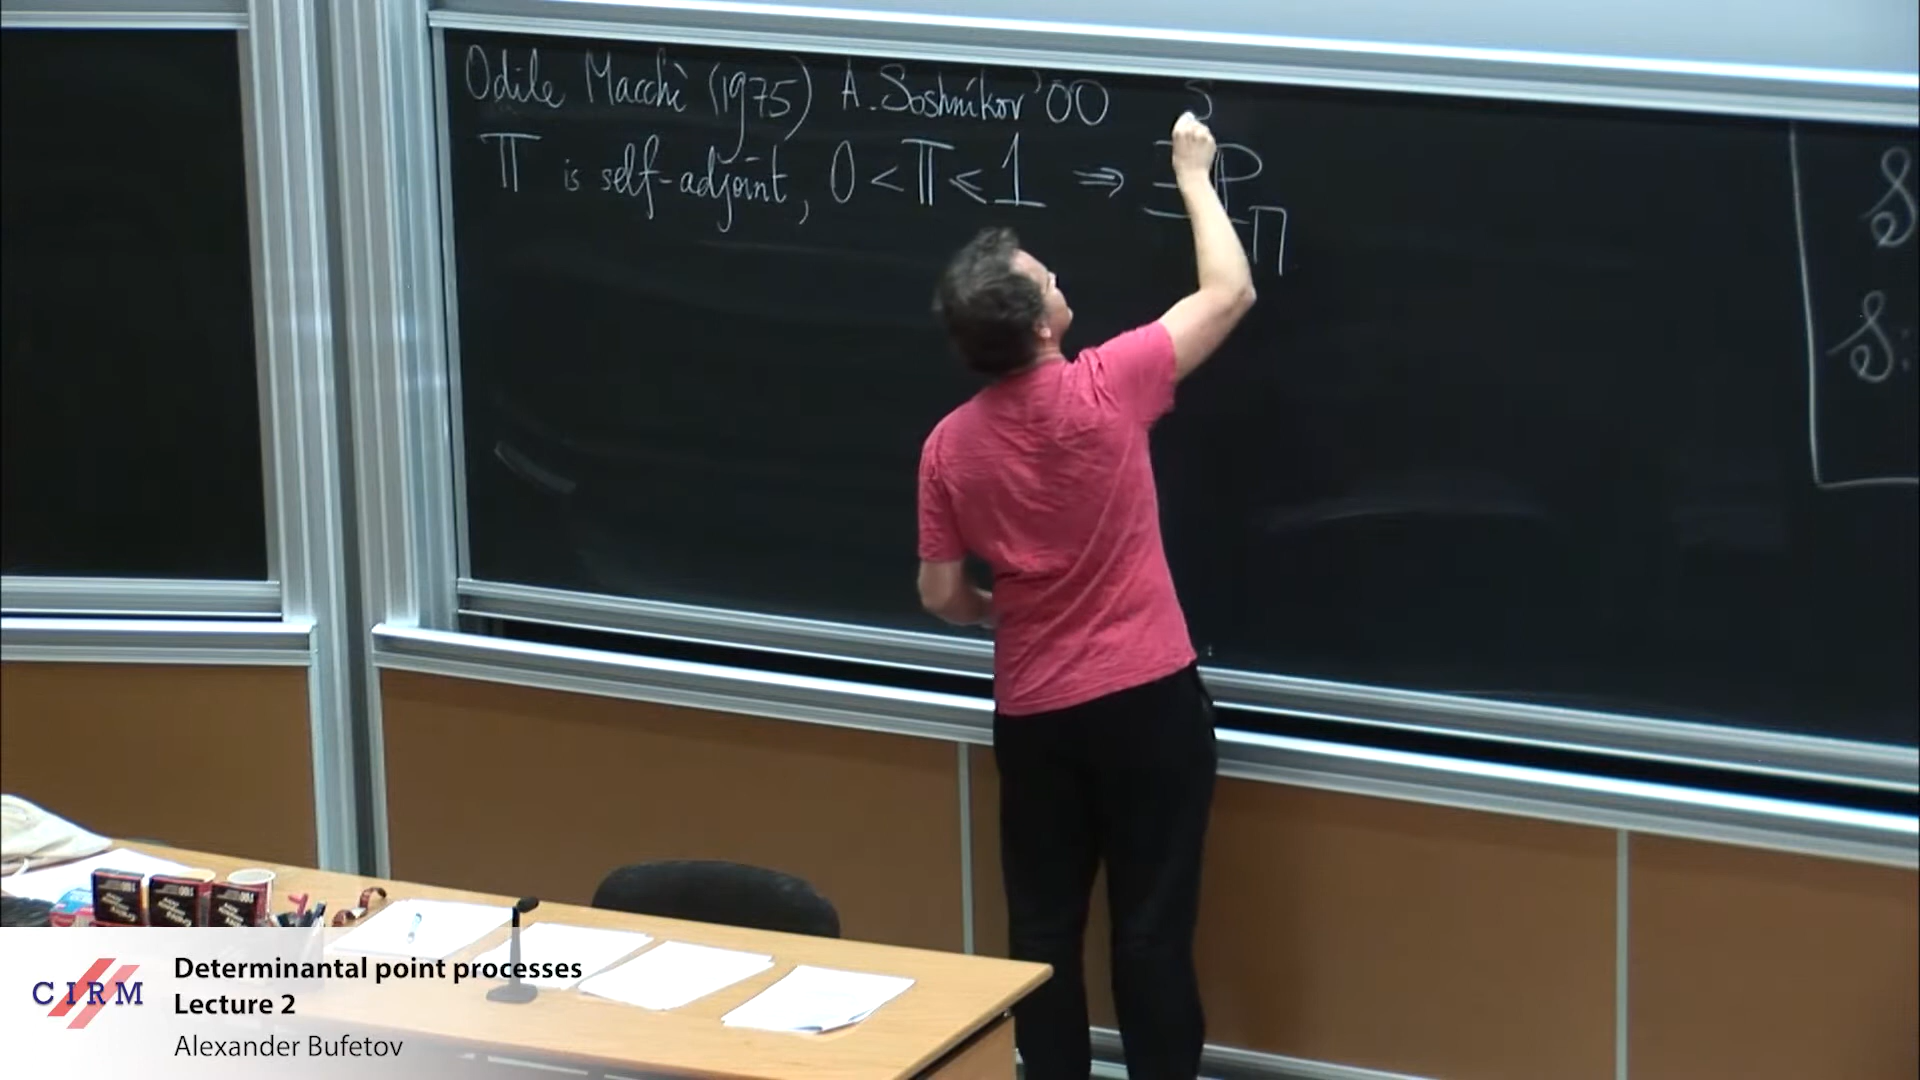 Odile Macchi (1975) A. Soshnikov '00 S
Π is self-adjoint, 0 < Π ≤ 1 ⇒ ∃ℙ_Π
S
S:
CIRM
Determinantal point processes
Lecture 2
Alexander Bufetov